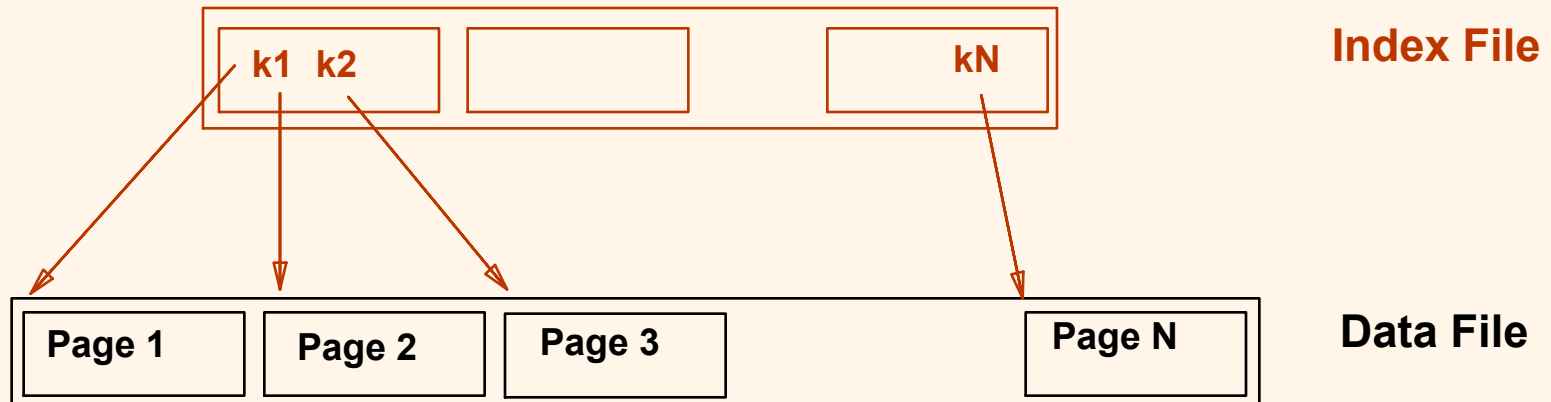 k1 k2
kN
Index File
Page 1
Page 2
Page 3
Page N
Data File